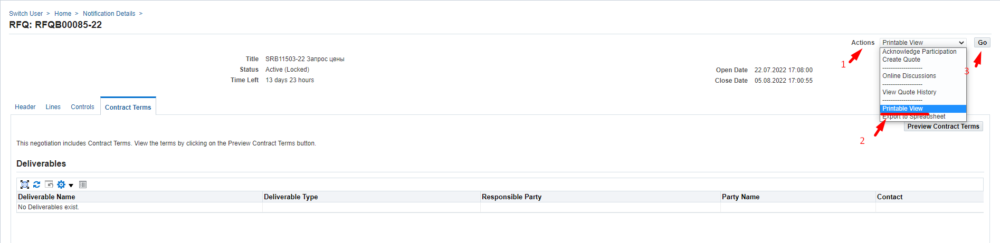 Switch User > Home > Notification Details >
RFQ: RFQB00085-22
Actions Printable View Go
Acknowledge Participation
Create Quote
-------------------
Online Discussions
-------------------
View Quote History
-------------------
Printable View
Export to Spreadsheet
1
2
3
Title SRB11503-22 Запрос цены
Status Active (Locked)
Time Left 13 days 23 hours
Open Date 22.07.2022 17:08:00
Close Date 05.08.2022 17:00:55
Header Lines Controls Contract Terms
Preview Contract Terms
This negotiation includes Contract Terms. View the terms by clicking on the Preview Contract Terms button.
Deliverables
Deliverable Name Deliverable Type Responsible Party Party Name Contact
No Deliverables exist.